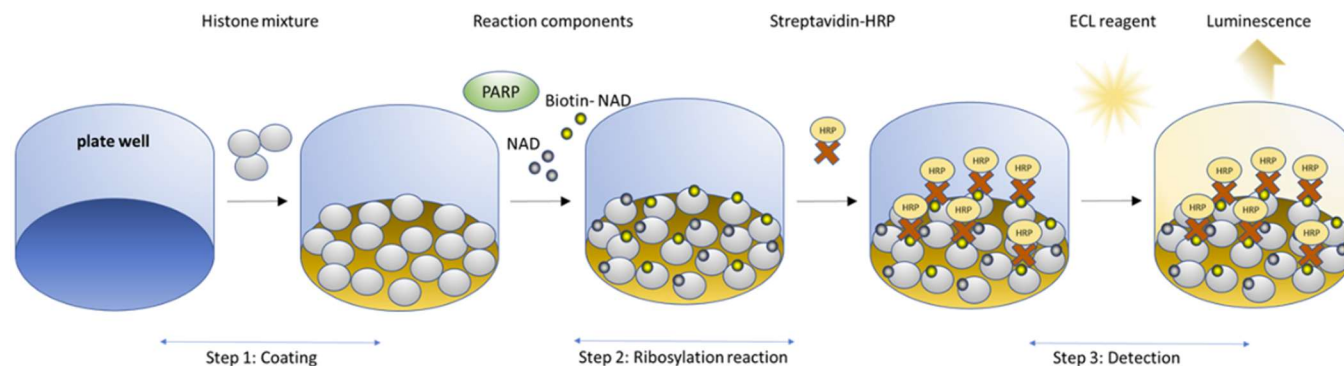 Histone mixture
Reaction components
Streptavidin-HRP
ECL reagent
Luminescence
plate well
PARP
Biotin- NAD
NAD
HRP
HRP
HRP
HRP
HRP
HRP
HRP
HRP
HRP
HRP
HRP
HRP
HRP
Step 1: Coating
Step 2: Ribosylation reaction
Step 3: Detection